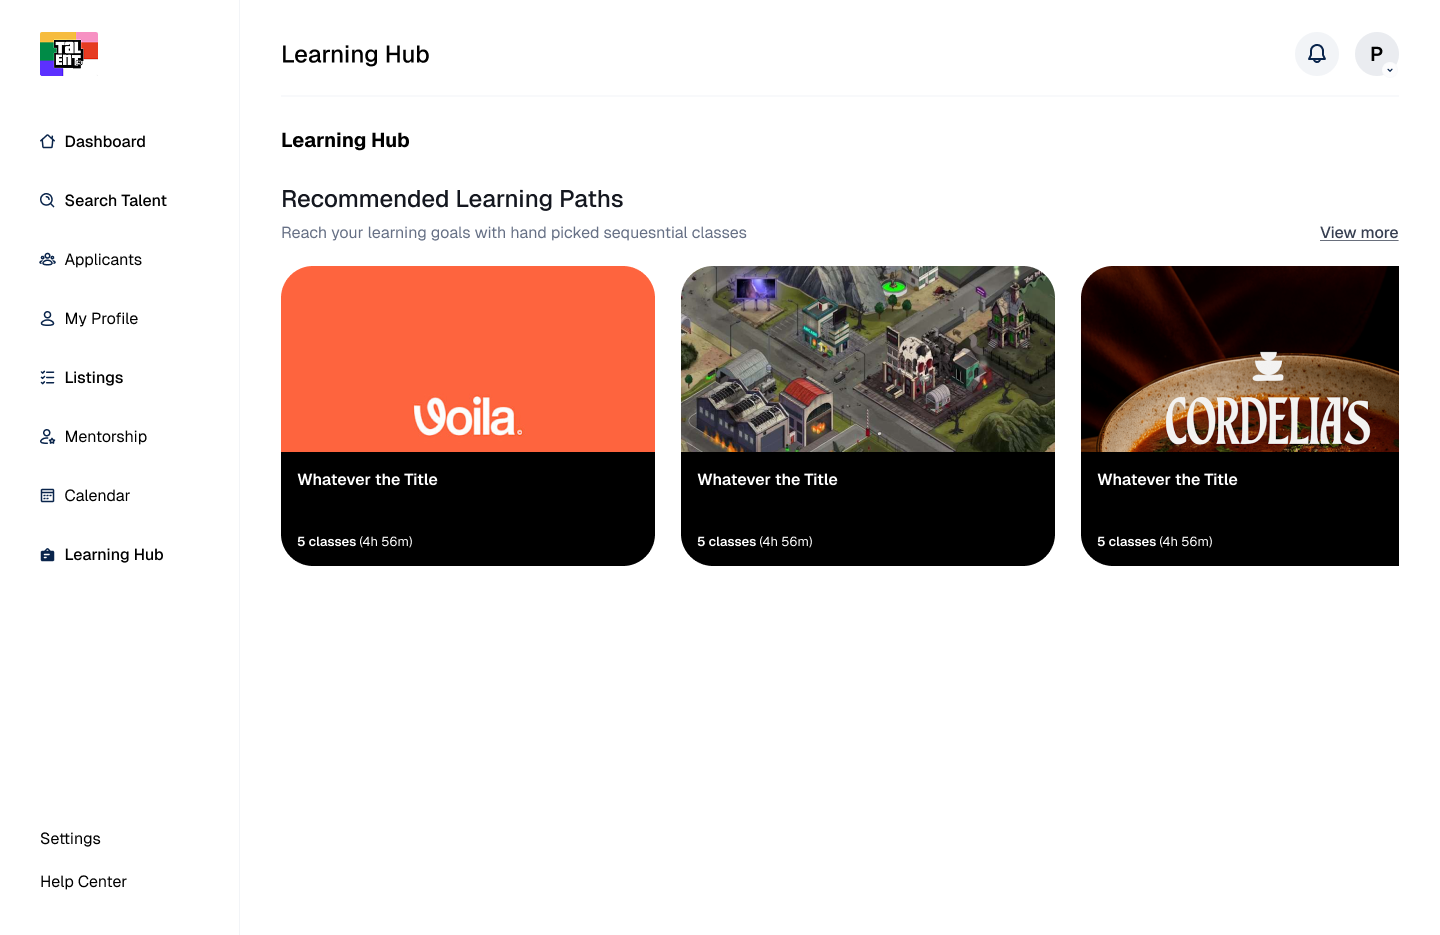 TALENT
Dashboard
Search Talent
Applicants
My Profile
Listings
Mentorship
Calendar
Learning Hub
Settings
Help Center
Learning Hub
P
Learning Hub
Recommended Learning Paths
Reach your learning goals with hand picked sequesntial classes
View more
Voila
Whatever the Title
5 classes (4h 56m)
Whatever the Title
5 classes (4h 56m)
CORDELIA'S
Whatever the Title
5 classes (4h 56m)